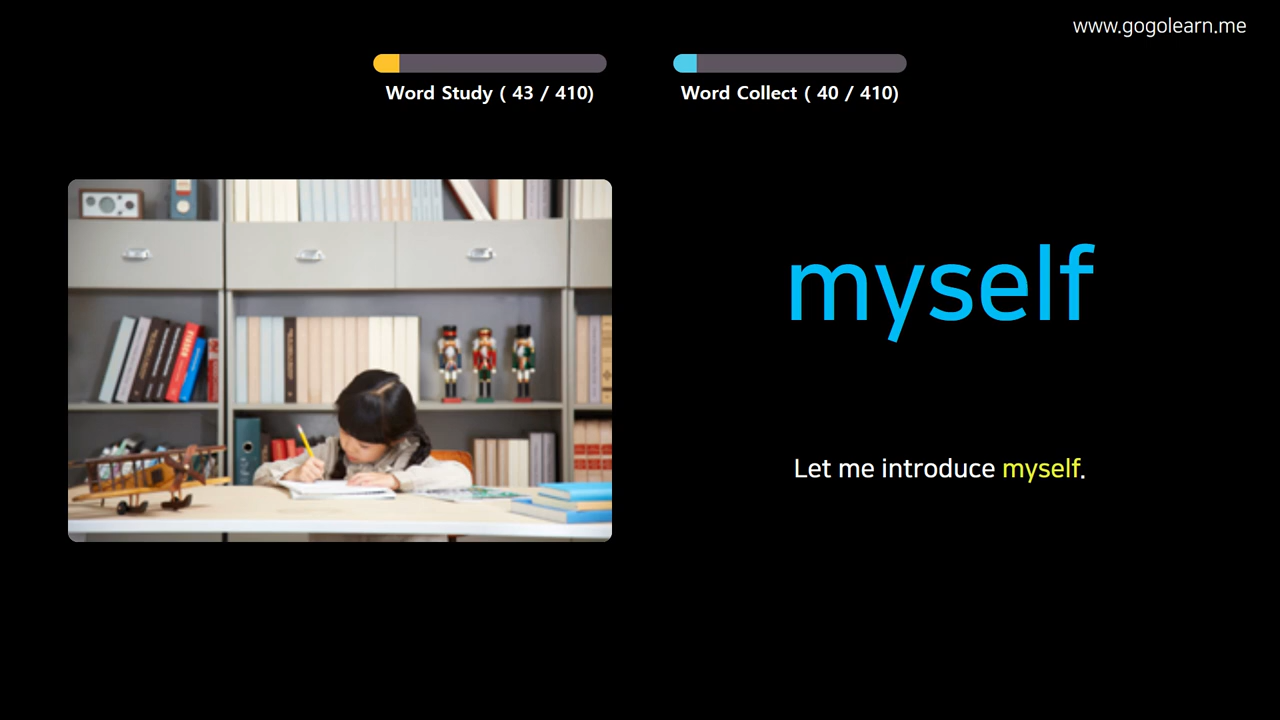 www.gogolearn.me
Word Study ( 43 / 410)
Word Collect ( 40 / 410)
myself
Let me introduce myself.